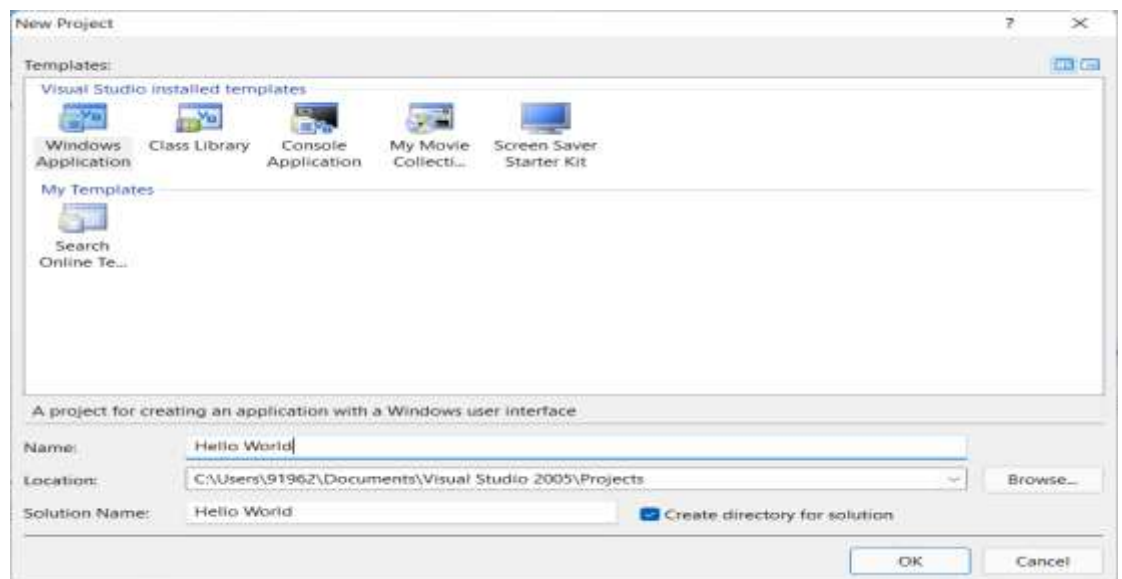 New Project
Templates:
Visual Studio installed templates
Windows Application
Class Library
Console Application
My Movie Collecti...
Screen Saver Starter Kit
My Templates
Search Online Te...
A project for creating an application with a Windows user interface
Name:
Hello World
Location:
C:\Users\91962\Documents\Visual Studio 2005\Projects
Browse...
Solution Name:
Hello World
Create directory for solution
OK
Cancel